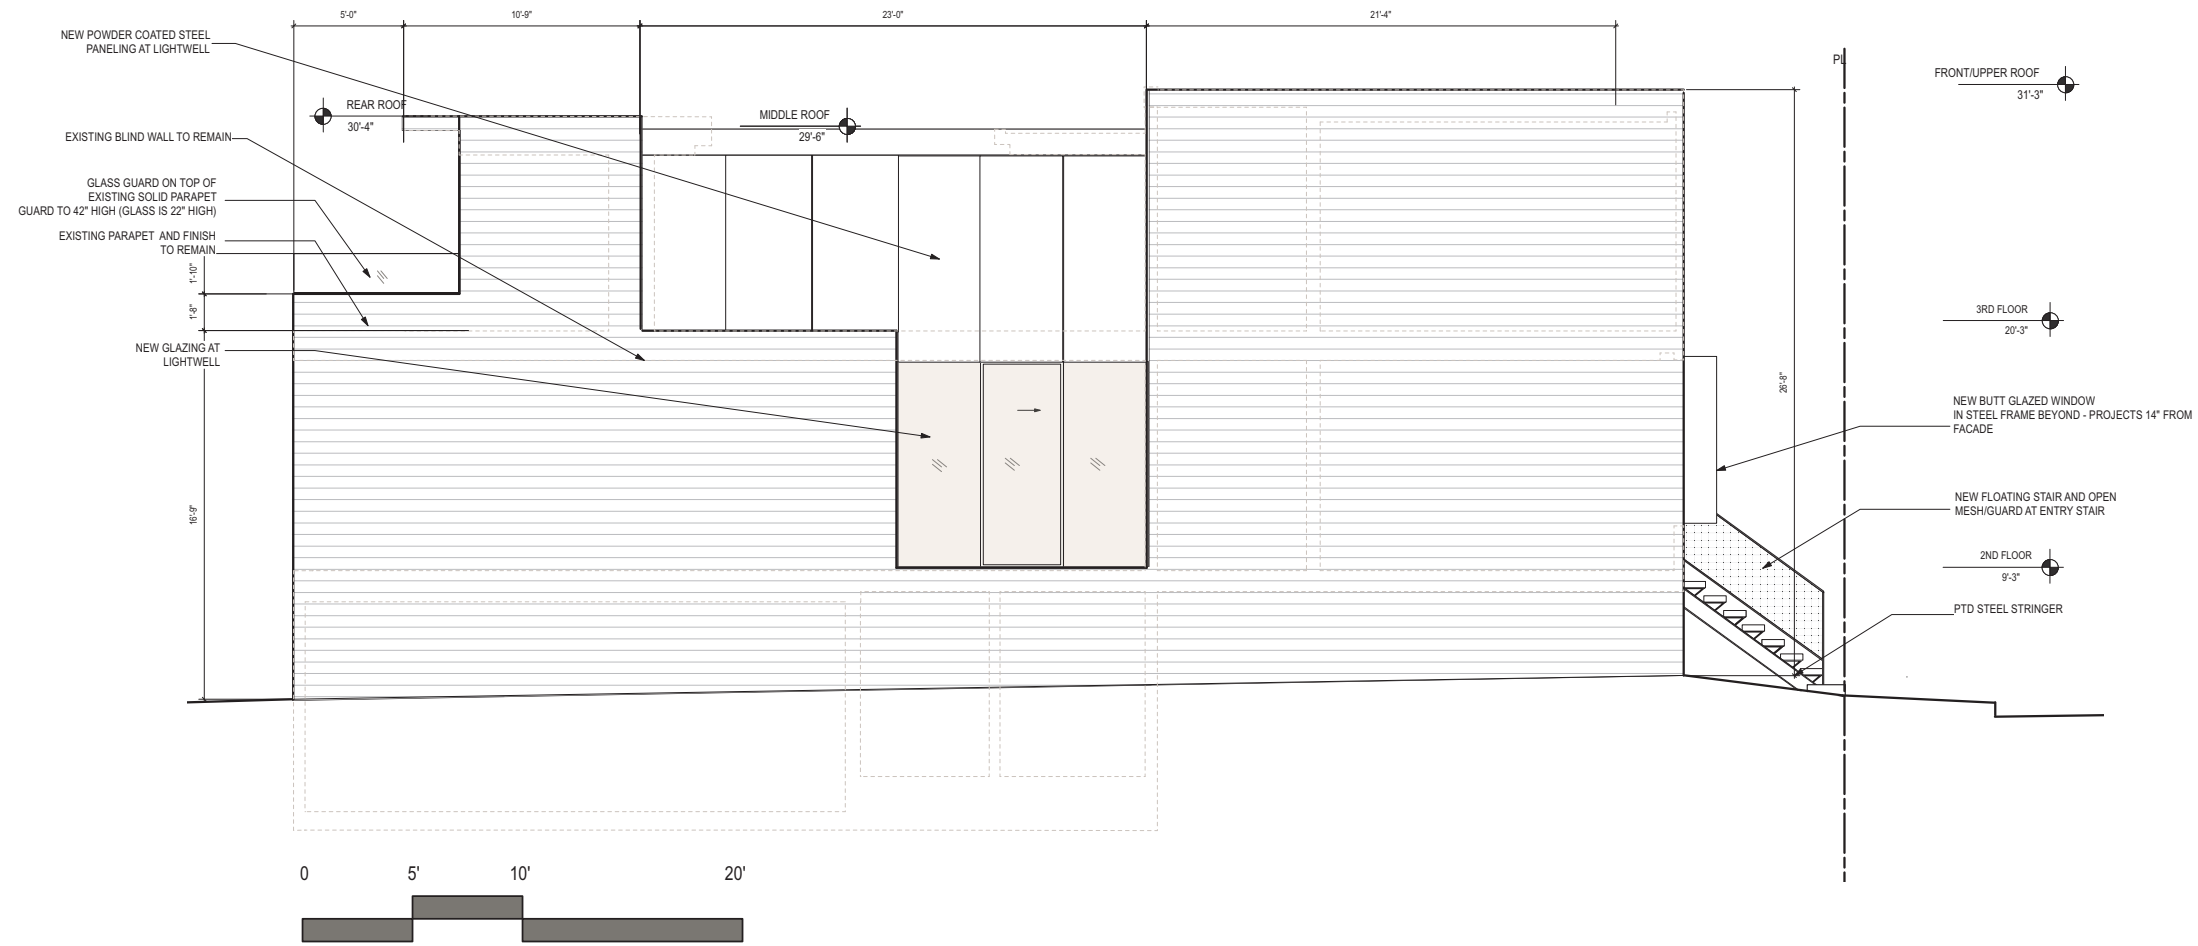 5'-0"
10'-9"
23'-0"
21'-4"
NEW POWDER COATED STEEL
PANELING AT LIGHTWELL
PL
FRONT/UPPER ROOF
31'-3"
REAR ROOF
30'-4"
MIDDLE ROOF
29'-6"
EXISTING BLIND WALL TO REMAIN
GLASS GUARD ON TOP OF
EXISTING SOLID PARAPET
GUARD TO 42" HIGH (GLASS IS 22" HIGH)
EXISTING PARAPET AND FINISH
TO REMAIN
1'-10"
1'-8"
NEW GLAZING AT
LIGHTWELL
16'-9"
26'-8"
3RD FLOOR
20'-3"
NEW BUTT GLAZED WINDOW
IN STEEL FRAME BEYOND - PROJECTS 14" FROM
FACADE
NEW FLOATING STAIR AND OPEN
MESH/GUARD AT ENTRY STAIR
2ND FLOOR
9'-3"
PTD STEEL STRINGER
0 5' 10' 20'